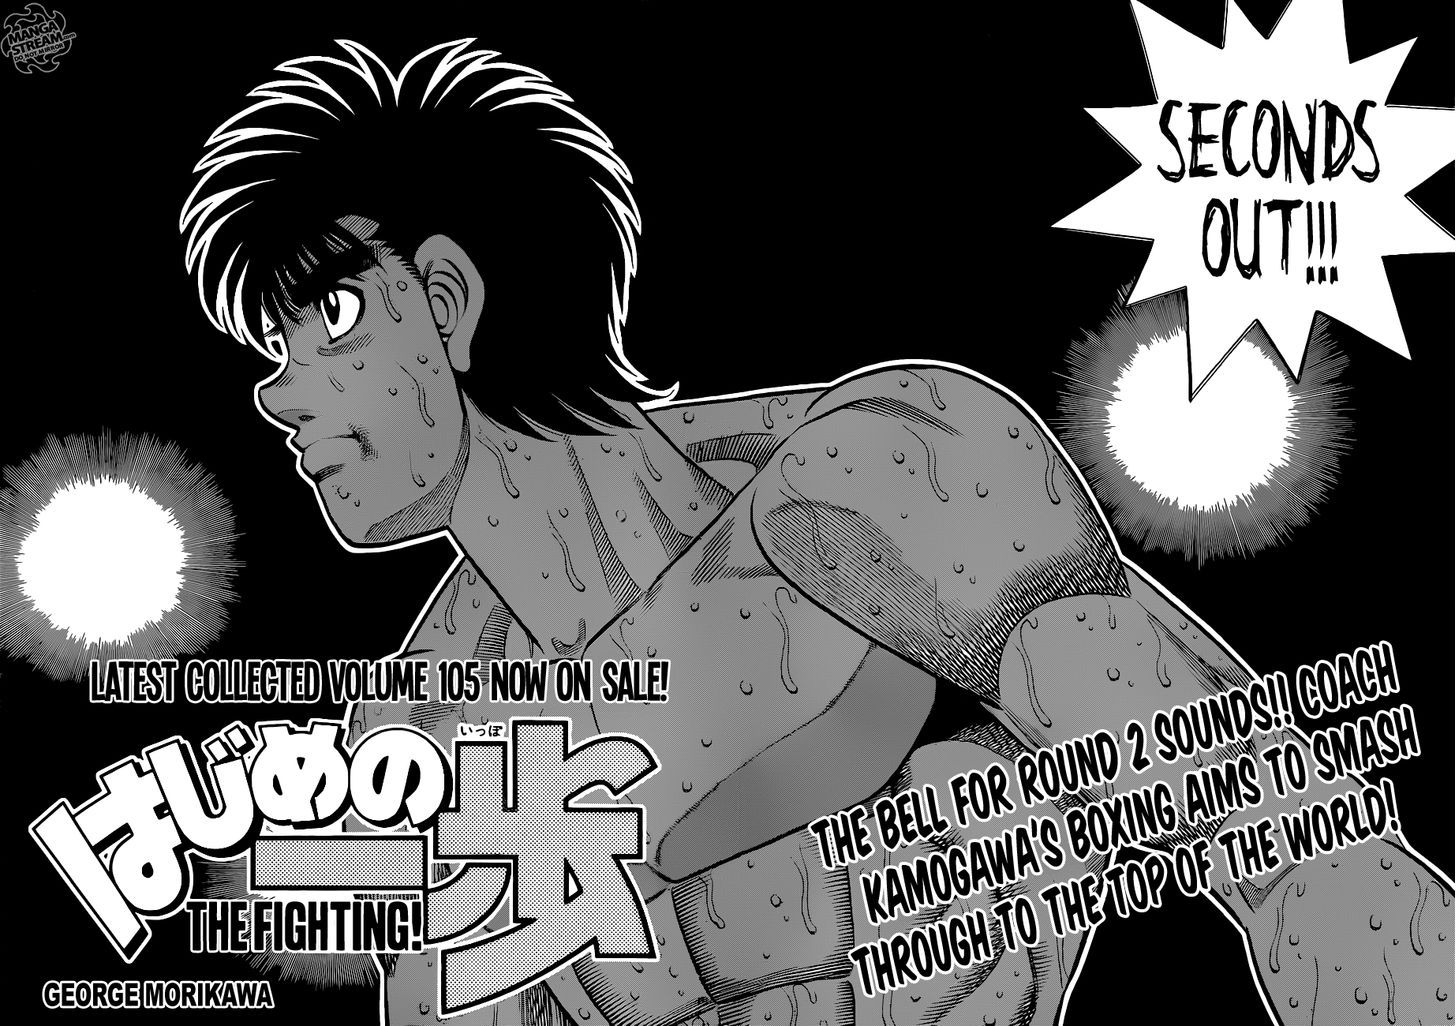 MANGA
STREAM
SECONDS
OUT!!!
LATEST COLLECTED VOLUME 105 NOW ON SALE!
いっぽ
はじめの一歩
THE FIGHTING!
GEORGE MORIKAWA
THE BELL FOR ROUND 2 SOUNDS!! COACH
KAMOGAWA'S BOXING AIMS TO SMASH
THROUGH TO THE TOP OF THE WORLD!